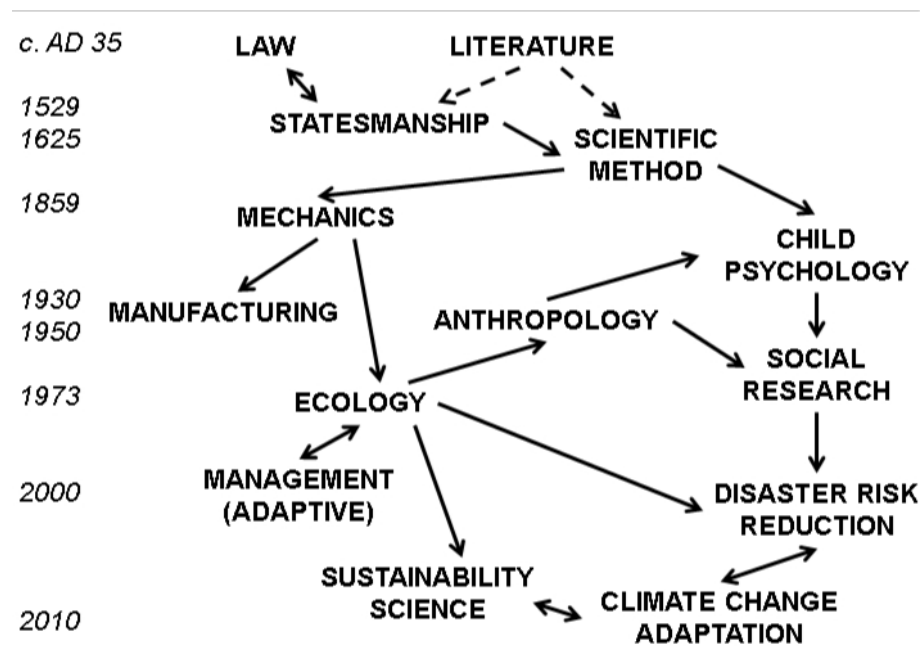 c. AD 35 LAW LITERATURE
1529
STATESMANSHIP
1625 SCIENTIFIC
METHOD
1859
MECHANICS
CHILD
PSYCHOLOGY
1930
MANUFACTURING ANTHROPOLOGY
1950
SOCIAL
RESEARCH
1973
ECOLOGY
MANAGEMENT
(ADAPTIVE)
2000 DISASTER RISK
REDUCTION
SUSTAINABILITY
SCIENCE
CLIMATE CHANGE
ADAPTATION
2010